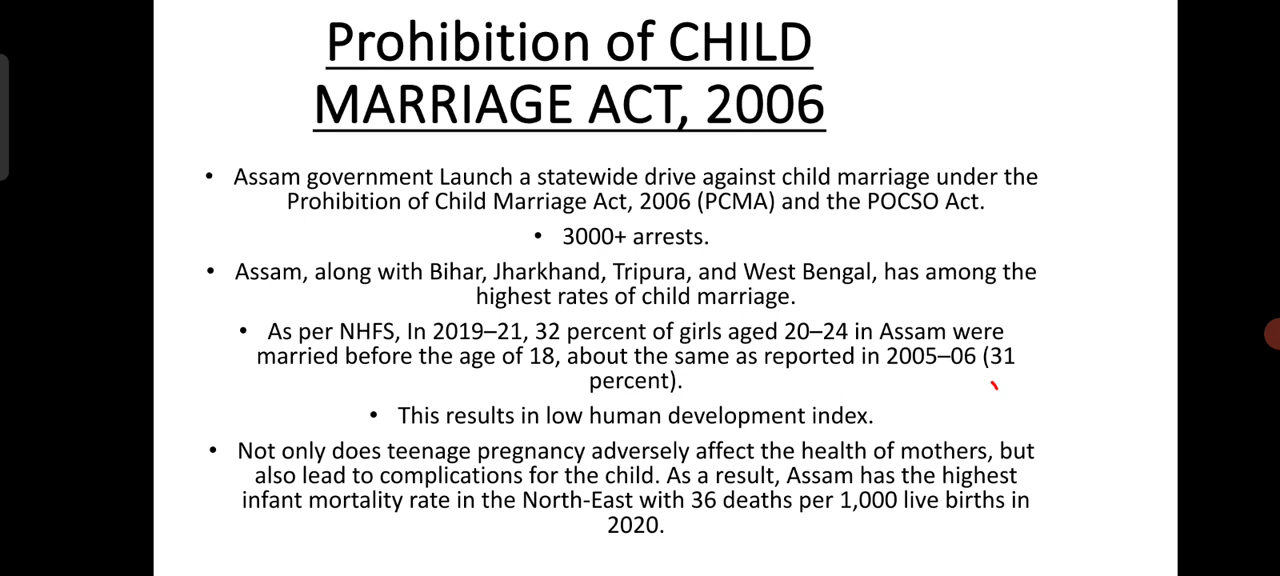 Prohibition of CHILD
MARRIAGE ACT, 2006
• Assam government Launch a statewide drive against child marriage under the
Prohibition of Child Marriage Act, 2006 (PCMA) and the POCSO Act.
• 3000+ arrests.
• Assam, along with Bihar, Jharkhand, Tripura, and West Bengal, has among the
highest rates of child marriage.
• As per NHFS, In 2019–21, 32 percent of girls aged 20–24 in Assam were
married before the age of 18, about the same as reported in 2005–06 (31
percent).
• This results in low human development index.
• Not only does teenage pregnancy adversely affect the health of mothers, but
also lead to complications for the child. As a result, Assam has the highest
infant mortality rate in the North-East with 36 deaths per 1,000 live births in
2020.